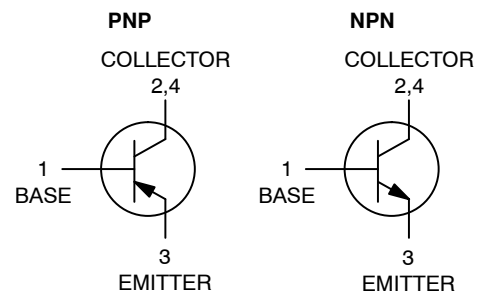 PNP
COLLECTOR
2,4
1
BASE
3
EMITTER
NPN
COLLECTOR
2,4
1
BASE
3
EMITTER